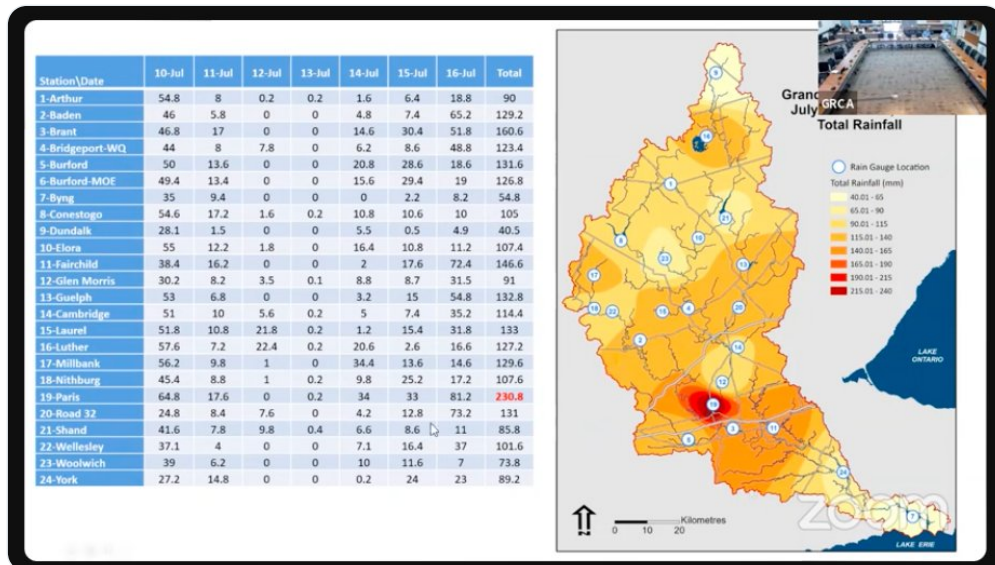 Station\Date 10-Jul 11-Jul 12-Jul 13-Jul 14-Jul 15-Jul 16-Jul Total
1-Arthur 54.8 8 0.2 0.2 1.6 6.4 18.8 90
2-Baden 46 5.8 0 0 4.8 7.4 65.2 129.2
3-Brant 46.8 17 0 0 14.6 30.4 51.8 160.6
4-Bridgeport-WQ 44 8 7.8 0 6.2 8.6 48.8 123.4
5-Burford 50 13.6 0 0 20.8 28.6 18.6 131.6
6-Burford-MOE 49.4 13.4 0 0 15.6 29.4 19 126.8
7-Byng 35 9.4 0 0 0 2.2 8.2 54.8
8-Conestogo 54.6 17.2 1.6 0.2 10.8 10.6 10 105
9-Dundalk 28.1 1.5 0 0 5.5 0.5 4.9 40.5
10-Elora 55 12.2 1.8 0 16.4 10.8 11.2 107.4
11-Fairchild 38.4 16.2 0 0 2 17.6 72.4 146.6
12-Glen Morris 30.2 8.2 3.5 0.1 8.8 8.7 31.5 91
13-Guelph 53 6.8 0 0 3.2 15 54.8 132.8
14-Cambridge 51 10 5.6 0.2 5 7.4 35.2 114.4
15-Laurel 51.8 10.8 21.8 0.2 1.2 15.4 31.8 133
16-Luther 57.6 7.2 22.4 0.2 20.6 2.6 16.6 127.2
17-Millbank 56.2 9.8 1 0 34.4 13.6 14.6 129.6
18-Nithburg 45.4 8.8 1 0.2 9.8 25.2 17.2 107.6
19-Paris 64.8 17.6 0 0.2 34 33 81.2 230.8
20-Road 32 24.8 8.4 7.6 0 4.2 12.8 73.2 131
21-Shand 41.6 7.8 9.8 0.4 6.6 8.6 11 85.8
22-Wellesley 37.1 4 0 0 7.1 16.4 37 101.6
23-Woolwich 39 6.2 0 0 10 11.6 7 73.8
24-York 27.2 14.8 0 0 0.2 24 23 89.2
Grand
July
GRCA
Total Rainfall
Rain Gauge Location
Total Rainfall (mm)
40.01 - 65
65.01 - 90
90.01 - 115
115.01 - 140
140.01 - 165
165.01 - 190
190.01 - 215
215.01 - 240
9
1
21
8
23
13
17
22
4
20
2
14
12
19
3
11
24
7
LAKE
ONTARIO
N
0 10 20
Kilometres
zoom
LAKE ERIE